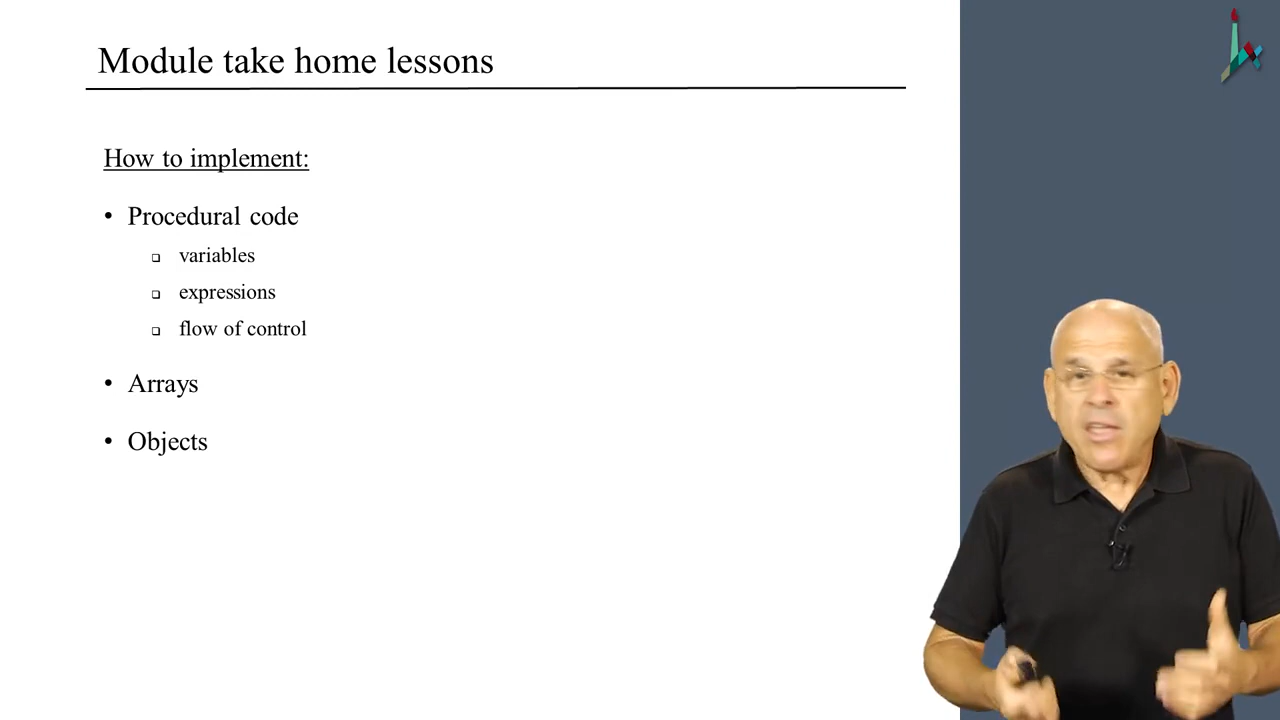 Module take home lessons
How to implement:
• Procedural code
❑ variables
❑ expressions
❑ flow of control
• Arrays
• Objects